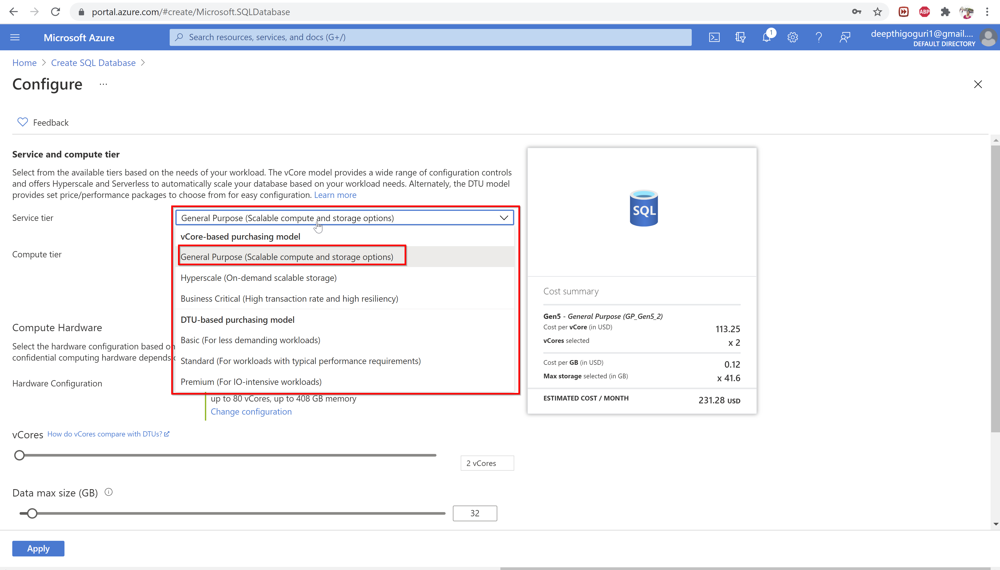 portal.azure.com/#create/Microsoft.SQLDatabase
ABP
Microsoft Azure
Search resources, services, and docs (G+/)
1
deepthigoguri1@gmail....
DEFAULT DIRECTORY
Home > Create SQL Database >
Configure ...
Feedback
Service and compute tier
Select from the available tiers based on the needs of your workload. The vCore model provides a wide range of configuration controls
and offers Hyperscale and Serverless to automatically scale your database based on your workload needs. Alternately, the DTU model
provides set price/performance packages to choose from for easy configuration. Learn more
Service tier
General Purpose (Scalable compute and storage options)
vCore-based purchasing model
Compute tier
General Purpose (Scalable compute and storage options)
Hyperscale (On-demand scalable storage)
Business Critical (High transaction rate and high resiliency)
DTU-based purchasing model
Basic (For less demanding workloads)
Standard (For workloads with typical performance requirements)
Premium (For IO-intensive workloads)
Compute Hardware
Select the hardware configuration based on
confidential computing hardware depends
Hardware Configuration
up to 80 vCores, up to 408 GB memory
Change configuration
vCores How do vCores compare with DTUs?
2 vCores
Data max size (GB)
32
Apply
SQL
Cost summary
Gen5 - General Purpose (GP_Gen5_2)
Cost per vCore (in USD) 113.25
vCores selected x 2
Cost per GB (in USD) 0.12
Max storage selected (in GB) x 41.6
ESTIMATED COST / MONTH 231.28 USD